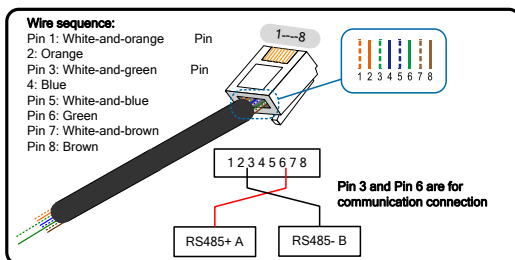 Wire sequence:
Pin 1: White-and-orange Pin
2: Orange
Pin 3: White-and-green Pin
4: Blue
Pin 5: White-and-blue
Pin 6: Green
Pin 7: White-and-brown
Pin 8: Brown
1----8
1 2 3 4 5 6 7 8
1 2 3 4 5 6 7 8
Pin 3 and Pin 6 are for
communication connection
RS485+ A
RS485- B